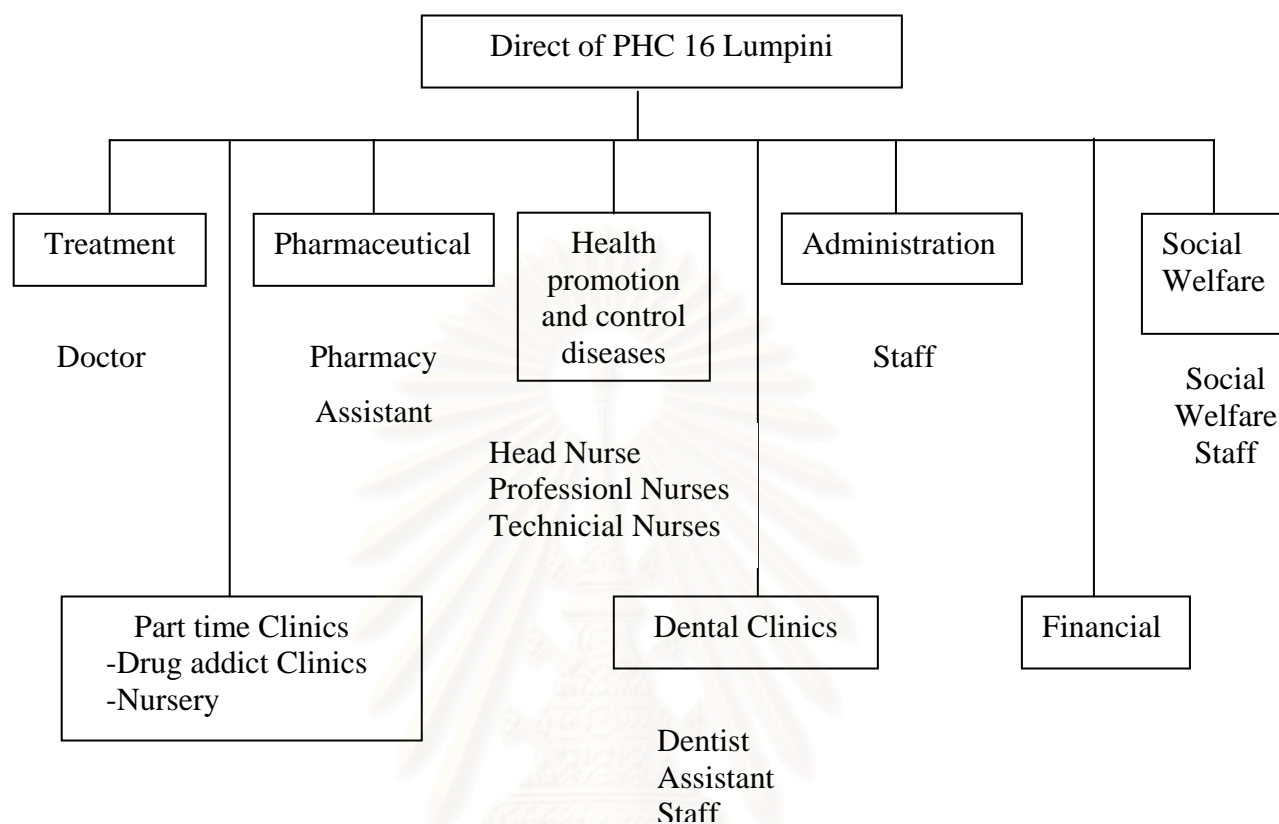 Direct of PHC 16 Lumpini
Treatment
Pharmaceutical
Health
promotion
and control
diseases
Administration
Social
Welfare
Doctor
Pharmacy
Assistant
Head Nurse
Professionl Nurses
Technicial Nurses
Staff
Social
Welfare
Staff
Part time Clinics
-Drug addict Clinics
-Nursery
Dental Clinics
Financial
Dentist
Assistant
Staff